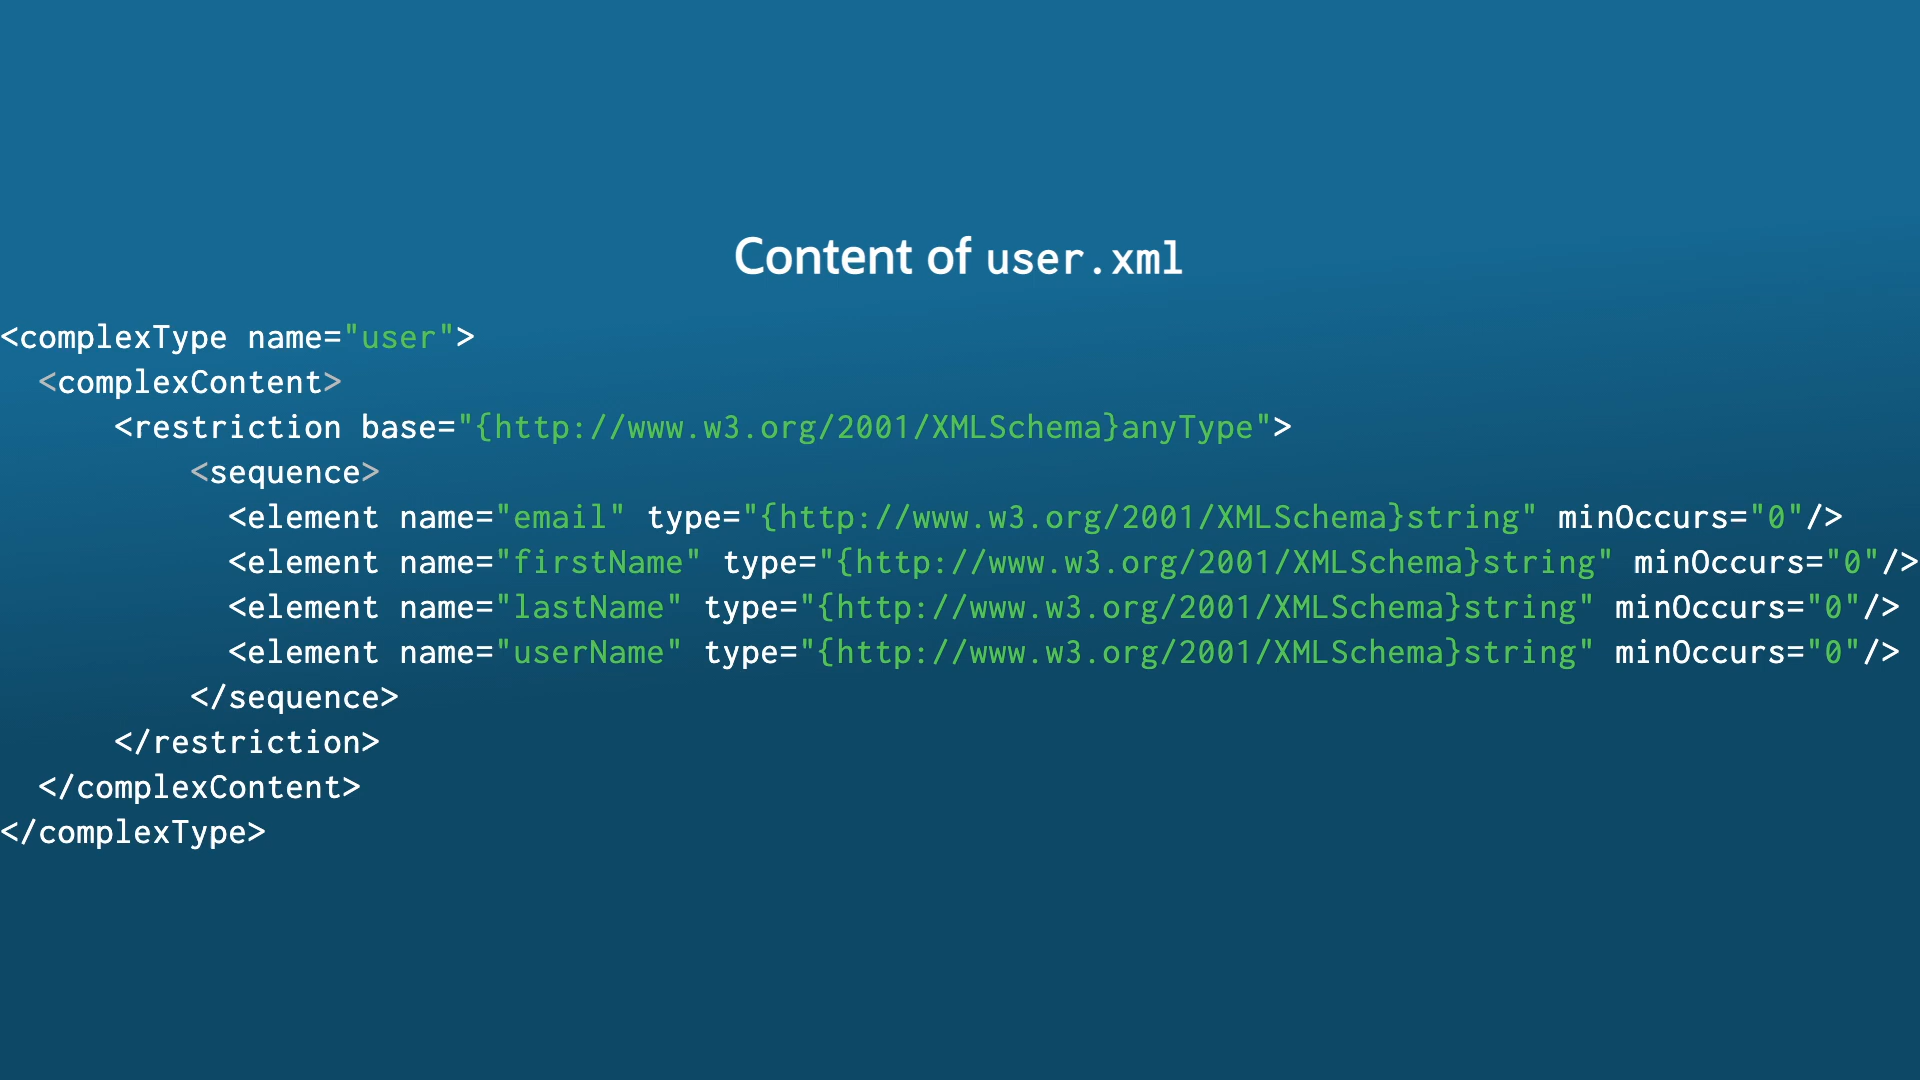 Content of user.xml
<complexType name="user">
  <complexContent>
      <restriction base="{http://www.w3.org/2001/XMLSchema}anyType">
          <sequence>
            <element name="email" type="{http://www.w3.org/2001/XMLSchema}string" minOccurs="0"/>
            <element name="firstName" type="{http://www.w3.org/2001/XMLSchema}string" minOccurs="0"/>
            <element name="lastName" type="{http://www.w3.org/2001/XMLSchema}string" minOccurs="0"/>
            <element name="userName" type="{http://www.w3.org/2001/XMLSchema}string" minOccurs="0"/>
          </sequence>
      </restriction>
  </complexContent>
</complexType>